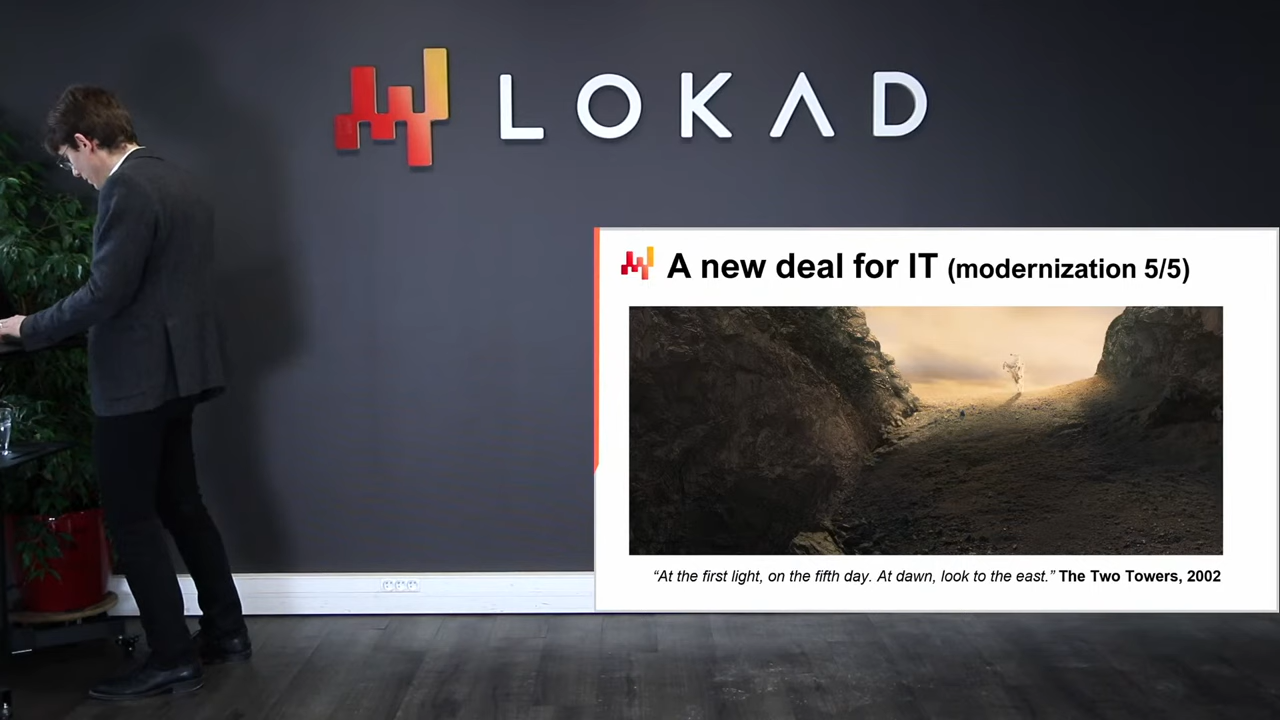 LOKAD
A new deal for IT (modernization 5/5)
“At the first light, on the fifth day. At dawn, look to the east.” The Two Towers, 2002